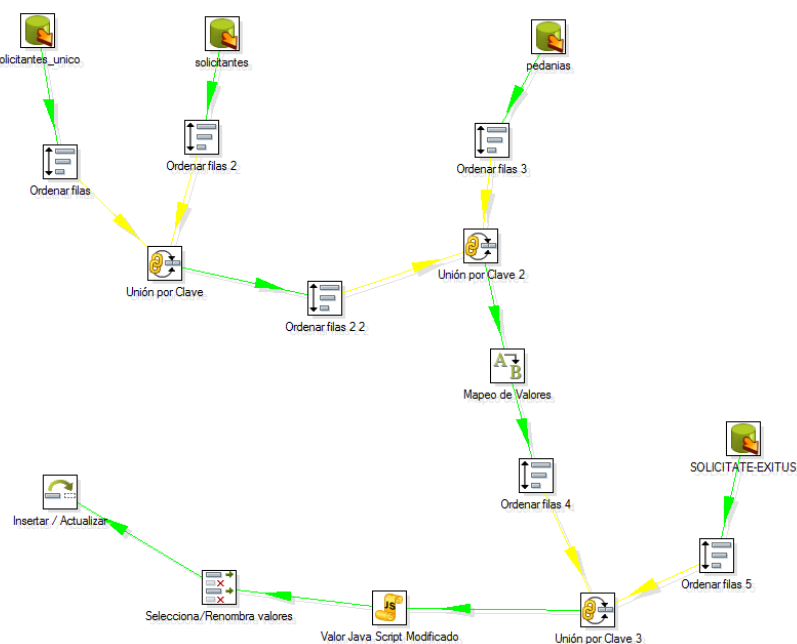 olicitantes_unico
solicitantes
pedanias
Ordenar filas
Ordenar filas 2
Ordenar filas 3
Unión por Clave
Ordenar filas 2 2
Unión por Clave 2
Mapeo de Valores
SOLICITATE-EXITUS
Ordenar filas 4
Insertar / Actualizar
Ordenar filas 5
Selecciona/Renombra valores
JS
Valor Java Script Modificado
Unión por Clave 3
A
B